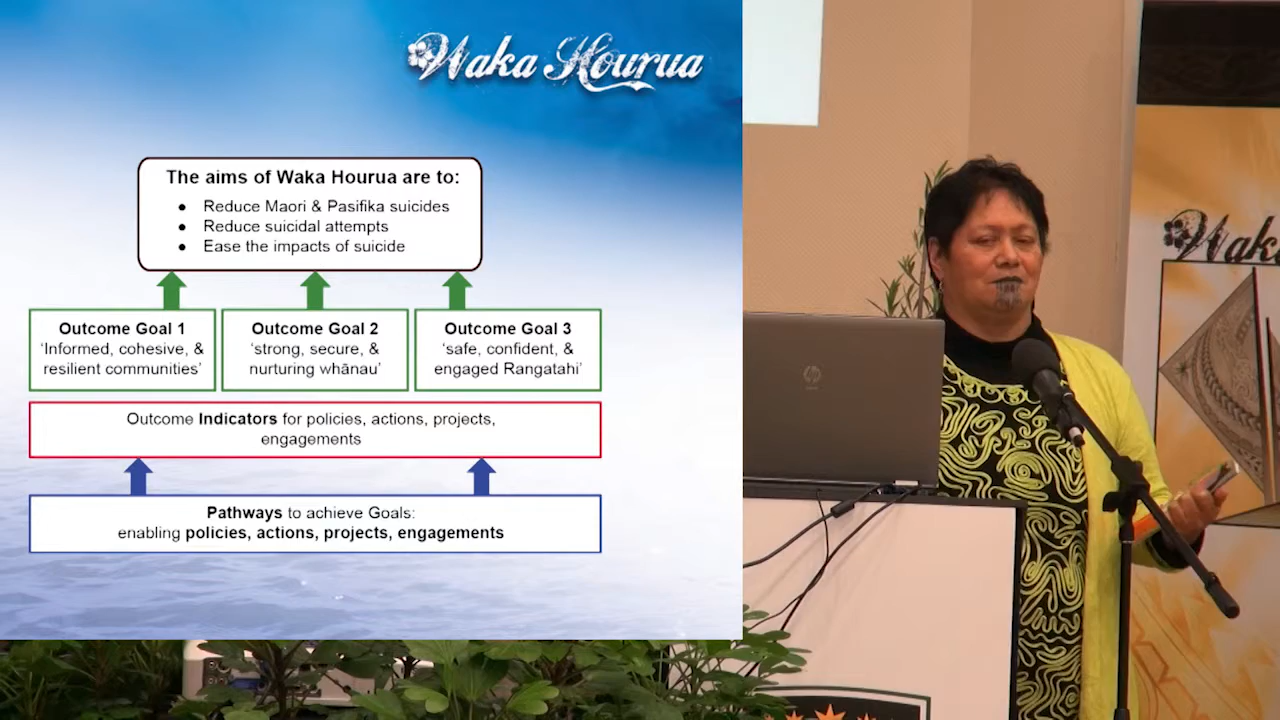 Waka Hourua
The aims of Waka Hourua are to:
● Reduce Maori & Pasifika suicides
● Reduce suicidal attempts
● Ease the impacts of suicide
Outcome Goal 1
‘Informed, cohesive, &
resilient communities’
Outcome Goal 2
‘strong, secure, &
nurturing whānau’
Outcome Goal 3
‘safe, confident, &
engaged Rangatahi’
Outcome Indicators for policies, actions, projects,
engagements
Pathways to achieve Goals:
enabling policies, actions, projects, engagements
hp
Waka